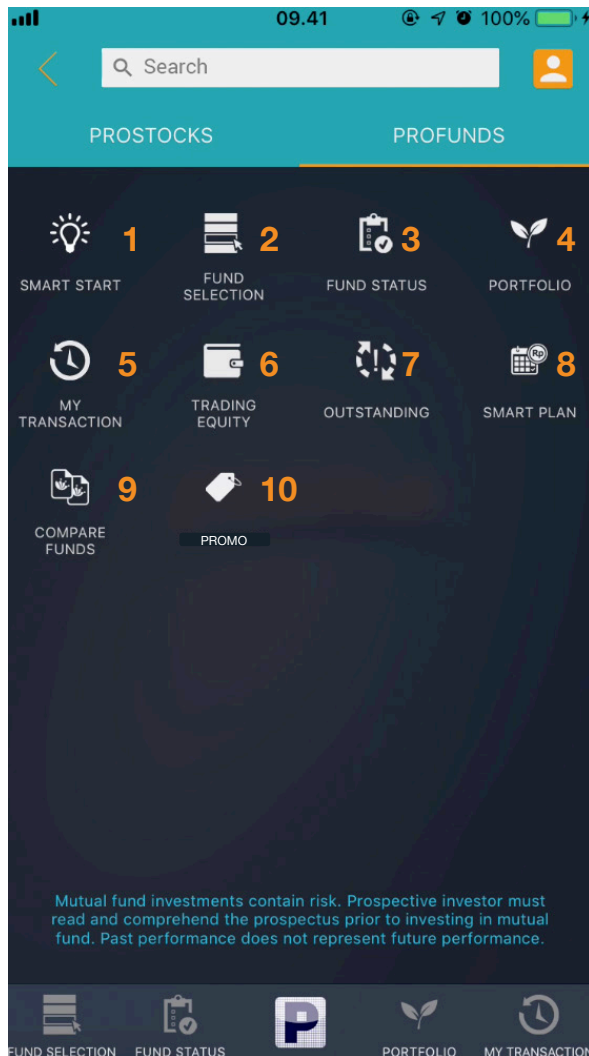 09.41 100%
Search
PROSTOCKS PROFUNDS
1 2 3 4
SMART START FUND SELECTION FUND STATUS PORTFOLIO
5 6 7 8
Rp
MY TRANSACTION TRADING EQUITY OUTSTANDING SMART PLAN
9 10
COMPARE FUNDS PROMO
Mutual fund investments contain risk. Prospective investor must
read and comprehend the prospectus prior to investing in mutual
fund. Past performance does not represent future performance.
P
FUND SELECTION FUND STATUS PORTFOLIO MY TRANSACTION